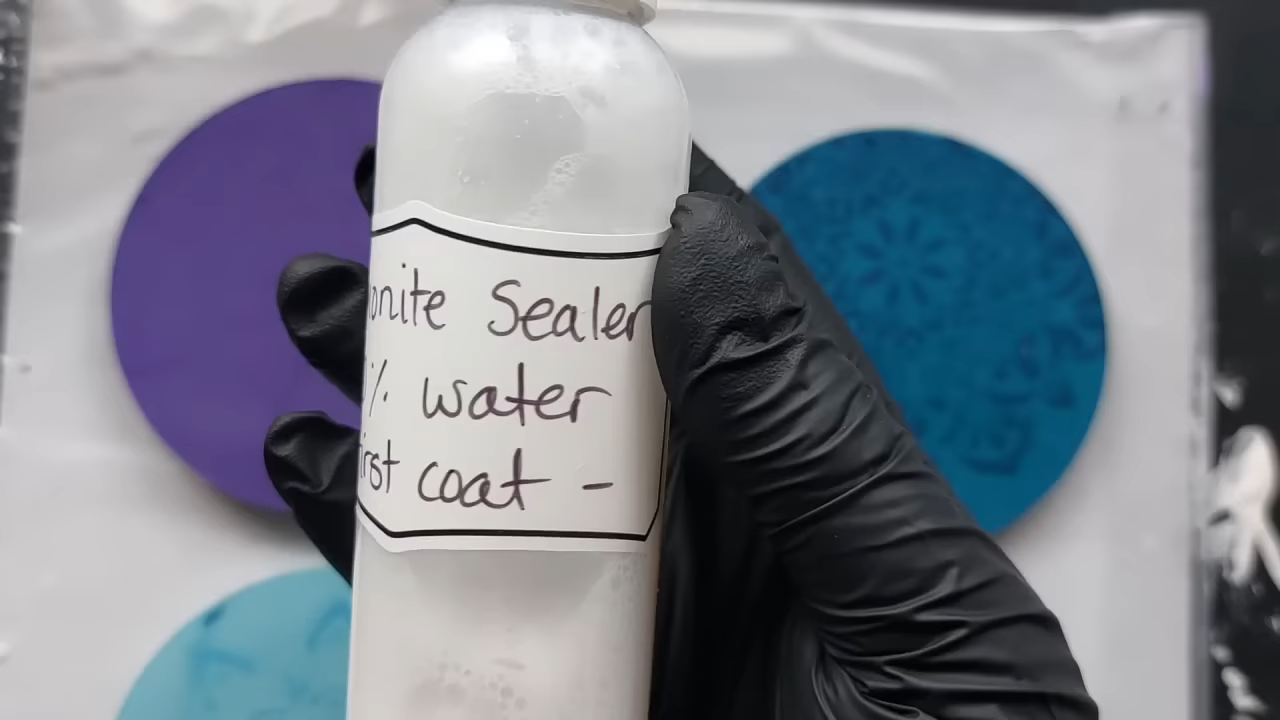 onite Sealer
% water
irst coat -